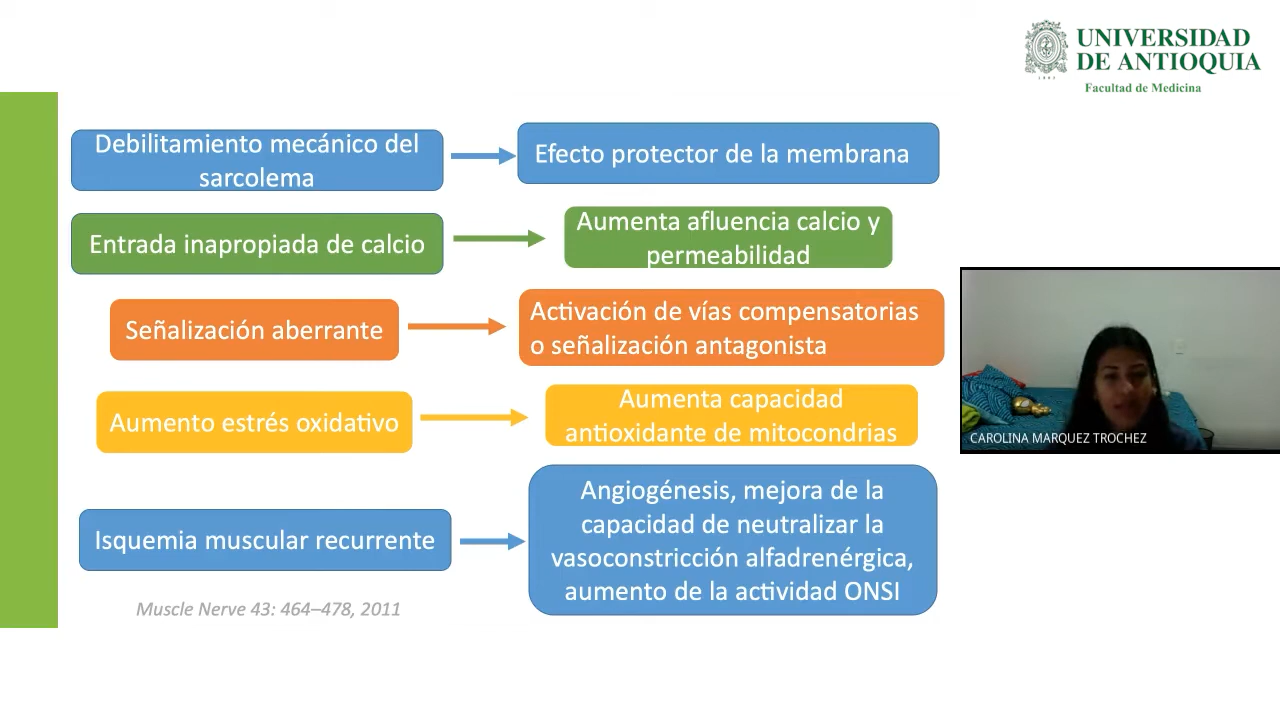 UNIVERSIDAD
DE ANTIOQUIA
1803
Facultad de Medicina
Debilitamiento mecánico del
sarcolema
Efecto protector de la membrana
Entrada inapropiada de calcio
Aumenta afluencia calcio y
permeabilidad
Señalización aberrante
Activación de vías compensatorias
o señalización antagonista
Aumento estrés oxidativo
Aumenta capacidad
antioxidante de mitocondrias
Isquemia muscular recurrente
Angiogénesis, mejora de la
capacidad de neutralizar la
vasoconstricción alfadrenérgica,
aumento de la actividad ONSI
Muscle Nerve 43: 464–478, 2011
CAROLINA MARQUEZ TROCHEZ